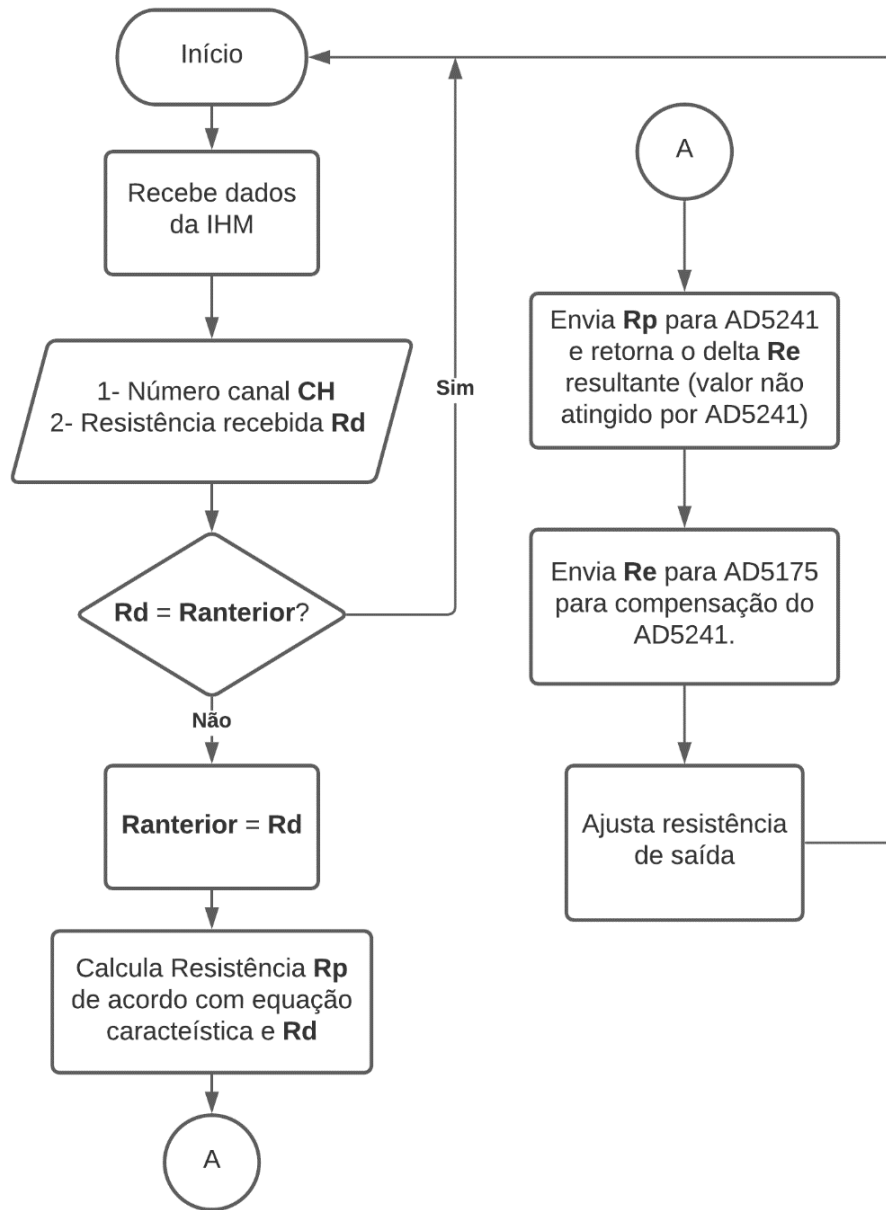 Início
Recebe dados
da IHM
1- Número canal CH
2- Resistência recebida Rd
Rd = Ranterior?
Sim
Não
Ranterior = Rd
Calcula Resistência Rp
de acordo com equação
caracteística e Rd
A
A
Envia Rp para AD5241
e retorna o delta Re
resultante (valor não
atingido por AD5241)
Envia Re para AD5175
para compensação do
AD5241.
Ajusta resistência
de saída